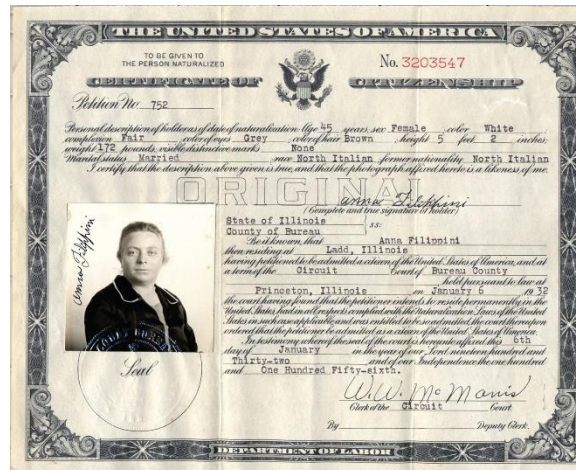 THE UNITED STATES OF AMERICA
TO BE GIVEN TO
THE PERSON NATURALIZED
No. 3203547
CERTIFICATE OF CITIZENSHIP
Petition No. 752
Personal description of holder as of date of naturalization: Age 45 years; sex Female color White
complexion Fair color of eyes Grey color of hair Brown height 5 feet 2 inches
weight 172 pounds; visible distinctive marks None
Marital status Married race North Italian former nationality North Italian
I certify that the description above given is true, and that the photograph affixed hereto is a likeness of me.
ORIGINAL
Anna Filippini
(Complete and true signature of holder)
State of Illinois
County of Bureau
ss:
Be it known, that Anna Filippini
then residing at Ladd, Illinois
having petitioned to be admitted a citizen of the United States of America, and at
a term of the Circuit Court of Bureau County
held pursuant to law at
Princeton, Illinois on January 6 1932
the court having found that the petitioner intends to reside permanently in the
United States, had in all respects complied with the Naturalization Laws of the United
States in such case applicable and was entitled to be so admitted, the court thereupon
ordered that the petitioner be admitted as a citizen of the United States of America.
In testimony whereof the seal of the court is hereunto affixed this 6th
day of January in the year of our Lord nineteen hundred and
Thirty-two and of our Independence the one hundred
and One Hundred Fifty-sixth.
Anna Filippini
Seal
W.W. McManis
Clerk of the Circuit Court.
By Deputy Clerk.
DEPARTMENT OF LABOR